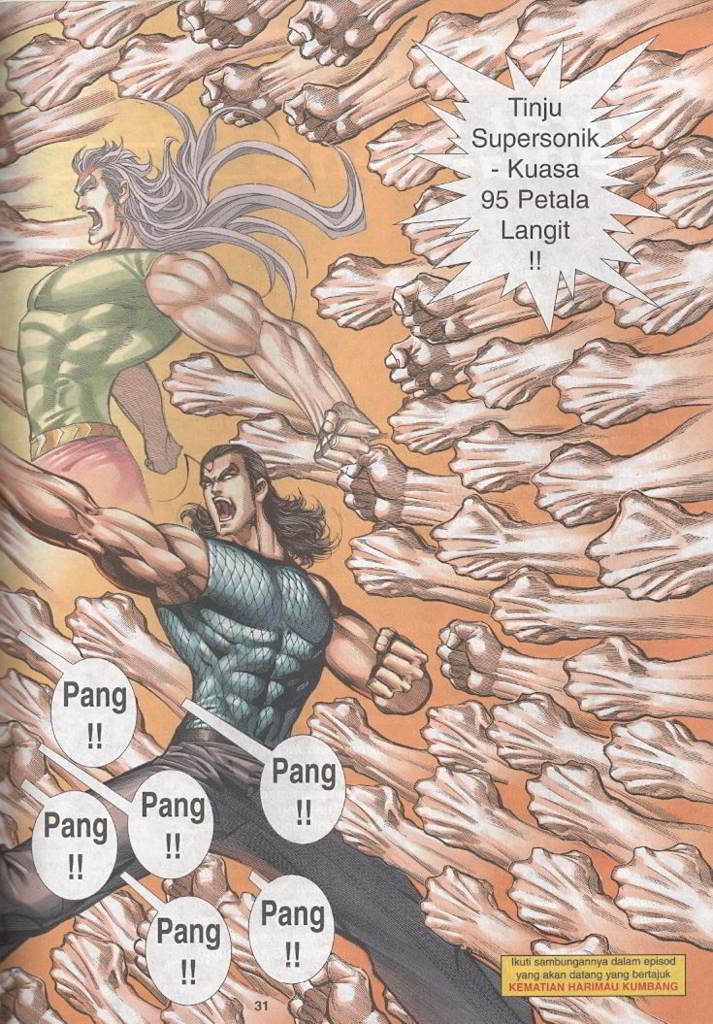 Tinju
Supersonik
- Kuasa
95 Petala
Langit
!!
Pang
!!
Pang
!!
Pang
!!
Pang
!!
Pang
!!
Pang
!!
Ikuti sambungannya dalam episod
yang akan datang yang bertajuk
KEMATIAN HARIMAU KUMBANG
31